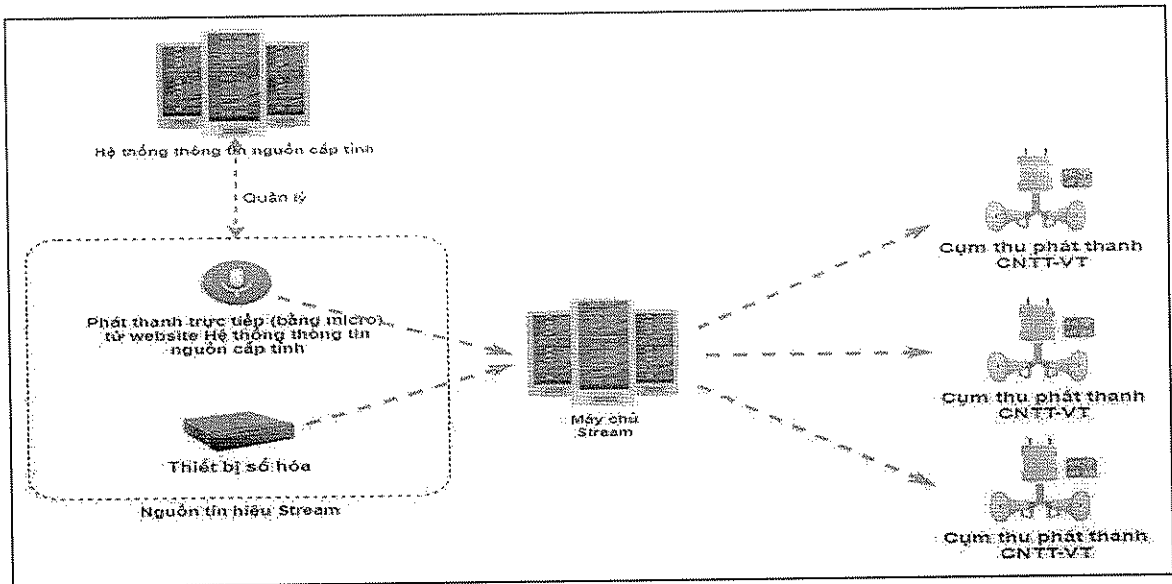 Hệ thống thông tin nguồn cấp tỉnh
Quản lý
Phát thanh trực tiếp (bằng micro)
từ website Hệ thống thông tin
nguồn cấp tỉnh
Thiết bị số hóa
Nguồn tín hiệu Stream
Máy chủ
Stream
Cụm thu phát thanh
CNTT-VT
Cụm thu phát thanh
CNTT-VT
Cụm thu phát thanh
CNTT-VT